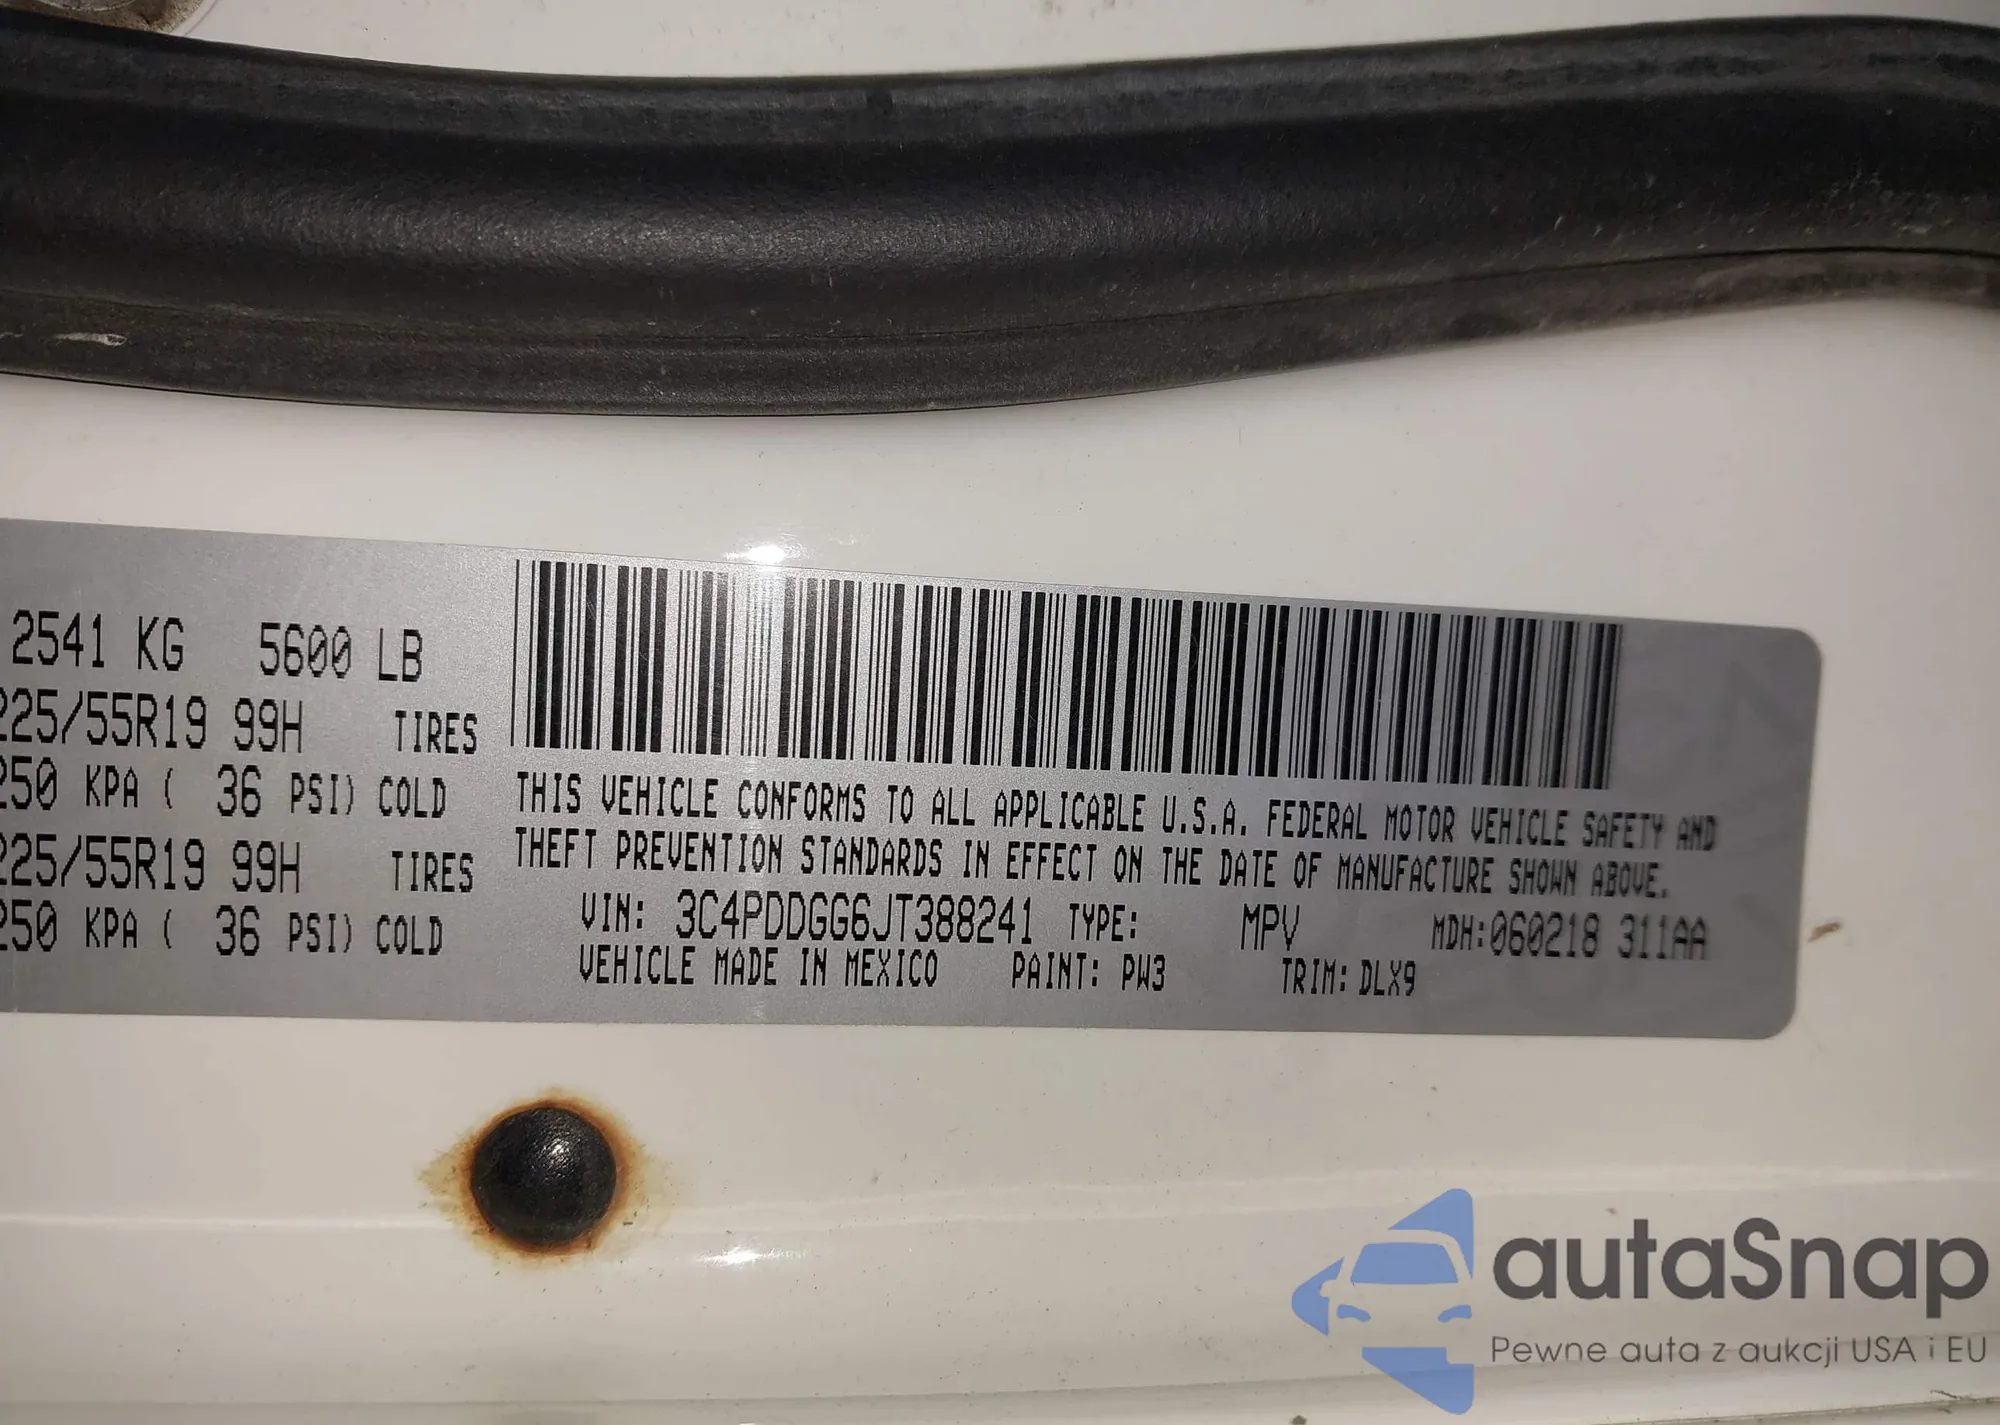 2541 KG 5600 LB
225/55R19 99H TIRES
250 KPA ( 36 PSI) COLD
225/55R19 99H TIRES
250 KPA ( 36 PSI) COLD
THIS VEHICLE CONFORMS TO ALL APPLICABLE U.S.A. FEDERAL MOTOR VEHICLE SAFETY AND
THEFT PREVENTION STANDARDS IN EFFECT ON THE DATE OF MANUFACTURE SHOWN ABOVE.
VIN: 3C4PDDGG6JT388241 TYPE: MPV MDH:060218 311AA
VEHICLE MADE IN MEXICO PAINT: PW3 TRIM: DLX9
autaSnap
Pewne auta z aukcji USA i EU